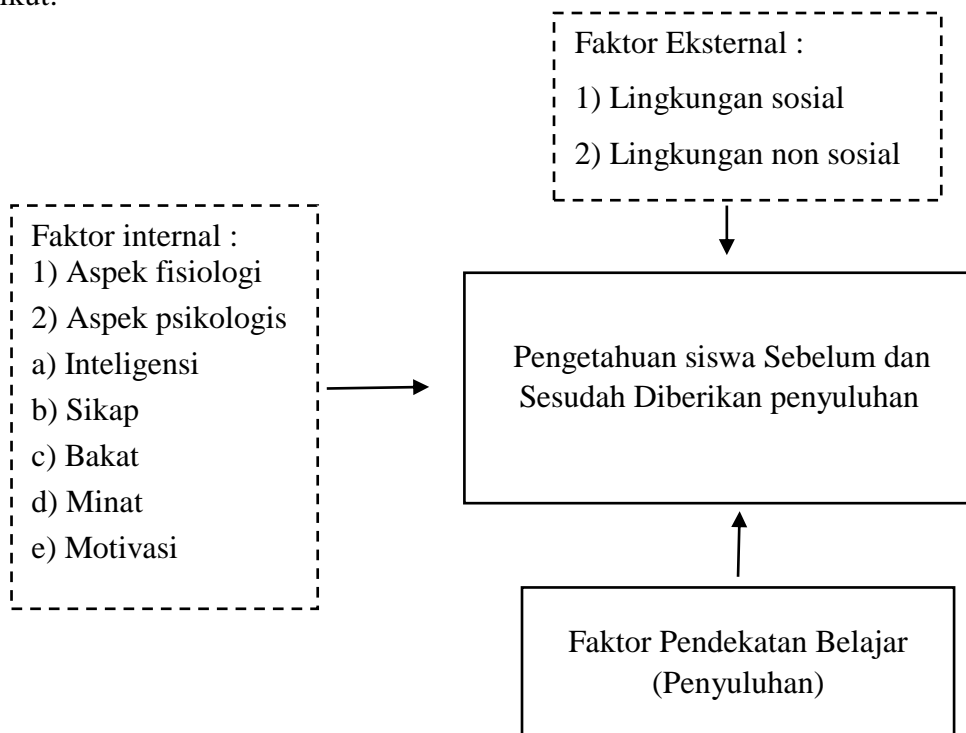 Faktor Eksternal :
1) Lingkungan sosial
2) Lingkungan non sosial
Faktor internal :
1) Aspek fisiologi
2) Aspek psikologis
a) Inteligensi
b) Sikap
c) Bakat
d) Minat
e) Motivasi
Pengetahuan siswa Sebelum dan
Sesudah Diberikan penyuluhan
Faktor Pendekatan Belajar
(Penyuluhan)